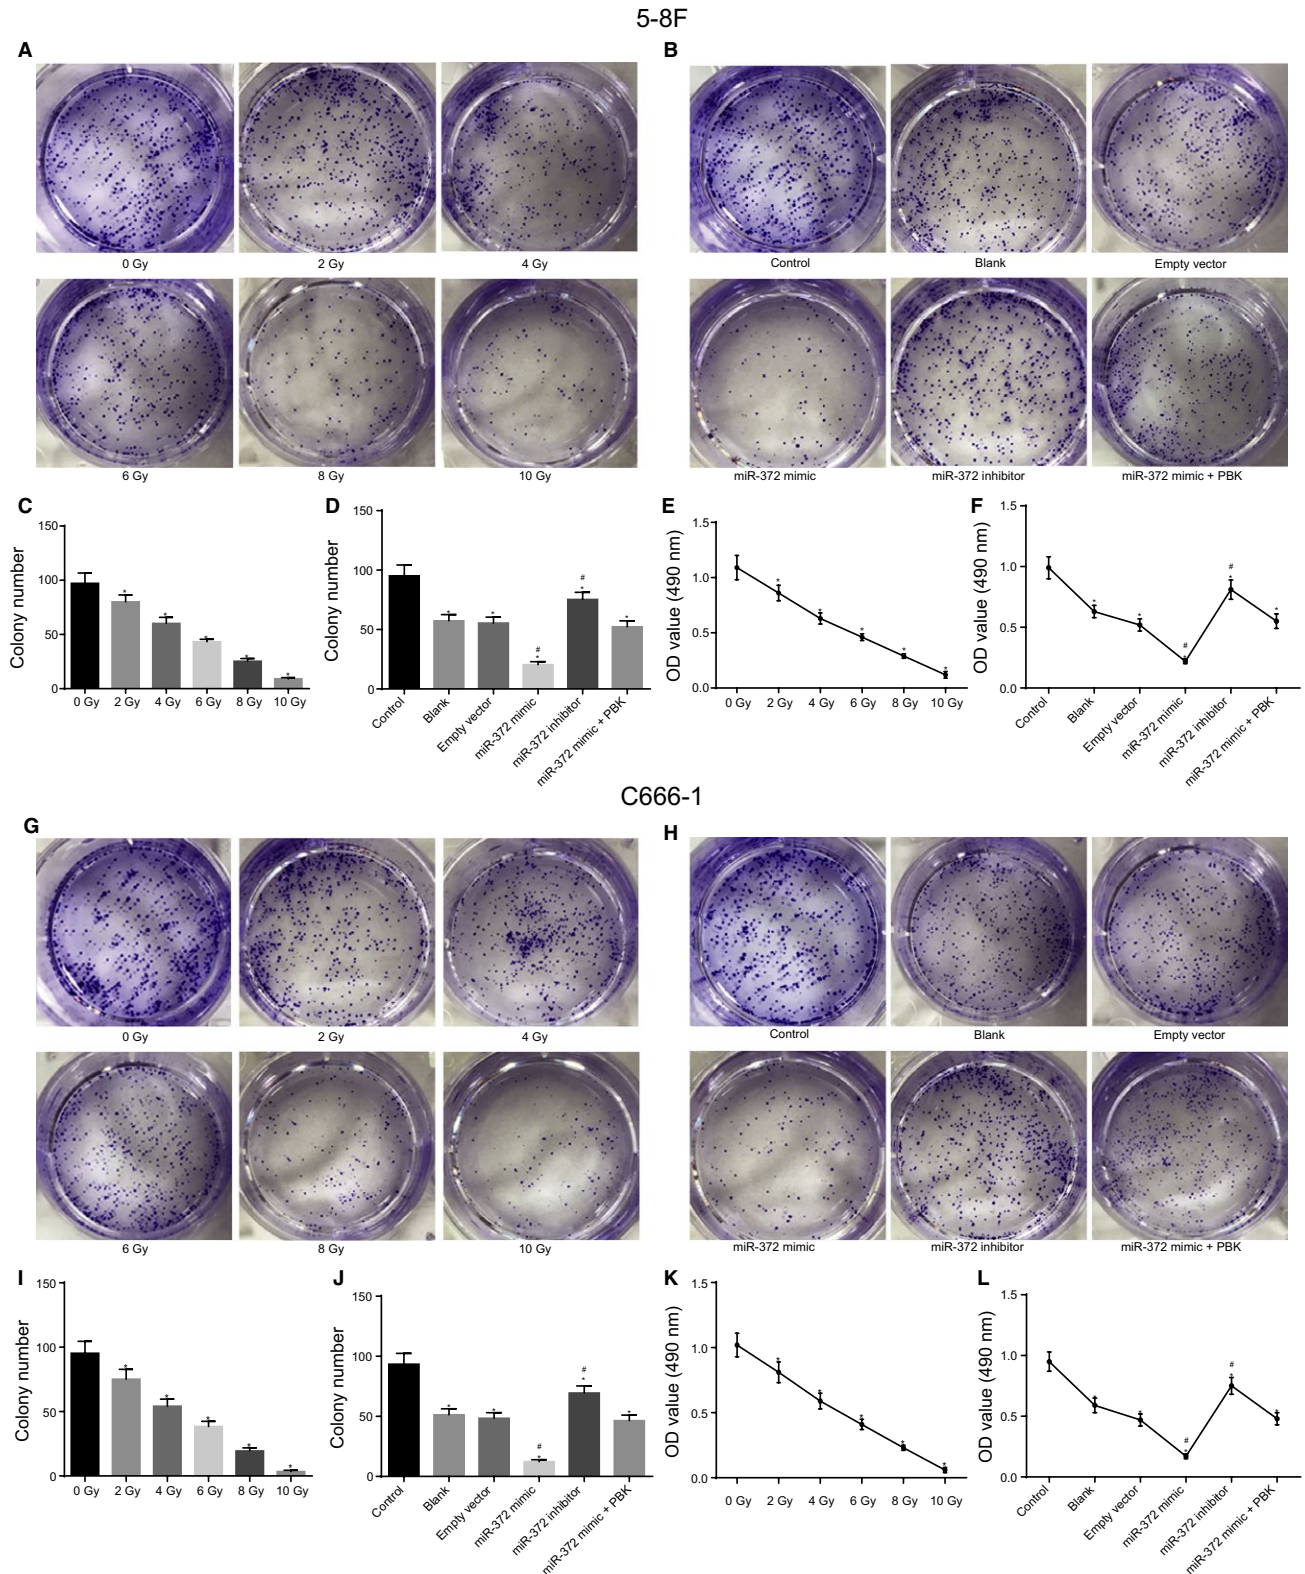 5-8F
A
B
0 Gy
2 Gy
4 Gy
Control
Blank
Empty vector
6 Gy
8 Gy
10 Gy
miR-372 mimic
miR-372 inhibitor
miR-372 mimic + PBK
C
Colony number
150
100
50
0
* * * * *
0 Gy 2 Gy 4 Gy 6 Gy 8 Gy 10 Gy
D
Colony number
150
100
50
0
* * # * # * *
Control
Blank
Empty vector
miR-372 mimic
miR-372 inhibitor
miR-372 mimic + PBK
E
OD value (490 nm)
1.5
1.0
0.5
0.0
* * * * *
0 Gy 2 Gy 4 Gy 6 Gy 8 Gy 10 Gy
F
OD value (490 nm)
1.5
1.0
0.5
0.0
* * # * # * *
Control
Blank
Empty vector
miR-372 mimic
miR-372 inhibitor
miR-372 mimic + PBK
C666-1
G
H
0 Gy
2 Gy
4 Gy
Control
Blank
Empty vector
6 Gy
8 Gy
10 Gy
miR-372 mimic
miR-372 inhibitor
miR-372 mimic + PBK
I
Colony number
150
100
50
0
* * * * *
0 Gy 2 Gy 4 Gy 6 Gy 8 Gy 10 Gy
J
Colony number
150
100
50
0
* * # * # * *
Control
Blank
Empty vector
miR-372 mimic
miR-372 inhibitor
miR-372 mimic + PBK
K
OD value (490 nm)
1.5
1.0
0.5
0.0
* * * * *
0 Gy 2 Gy 4 Gy 6 Gy 8 Gy 10 Gy
L
OD value (490 nm)
1.5
1.0
0.5
0.0
* * # * # * *
Control
Blank
Empty vector
miR-372 mimic
miR-372 inhibitor
miR-372 mimic + PBK